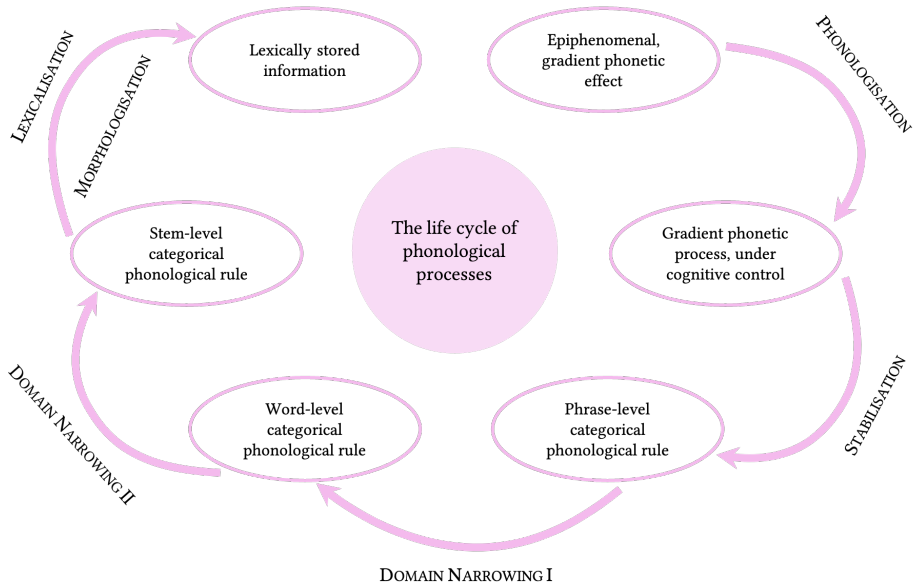 Lexically stored
information
Epiphenomenal,
gradient phonetic
effect
PHONOLOGISATION
Gradient phonetic
process, under
cognitive control
STABILISATION
Phrase-level
categorical
phonological rule
DOMAIN NARROWING I
Word-level
categorical
phonological rule
DOMAIN NARROWING II
Stem-level
categorical
phonological rule
LEXICALISATION
MORPHOLOGISATION
The life cycle of
phonological
processes